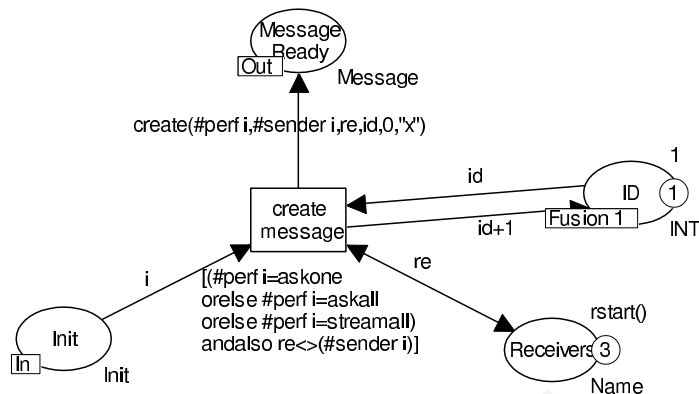 Message
Ready
Out
Message
create(#perf i,#sender i,re,id,0,"x")
1
id
ID
1
Fusion 1
INT
create
message
id+1
i
re
[(#perf i=askone
orelse #perf i=askall
orelse #perf i=streamall)
andalso re<>(#sender i)]
rstart()
Init
In
Init
Receivers
3
Name